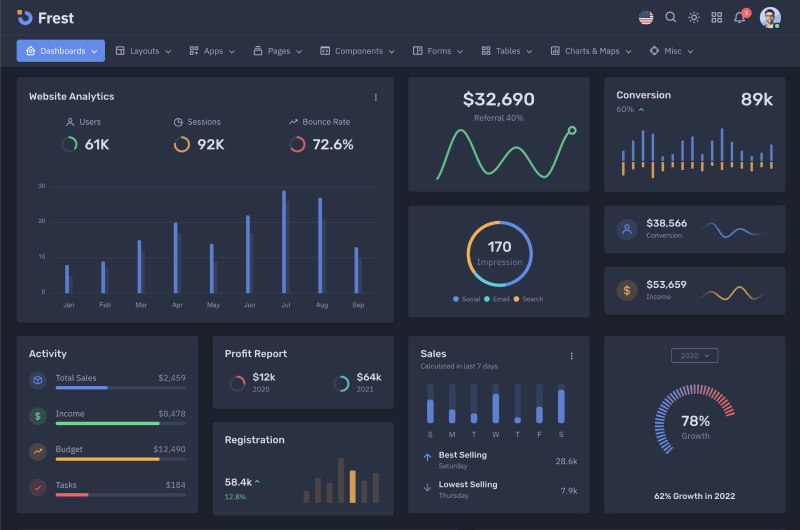 Frest
5
Dashboards
Layouts
Apps
Pages
Components
Forms
Tables
Charts & Maps
Misc
Website Analytics
Users
61K
Sessions
92K
Bounce Rate
72.6%
30
20
10
0
Jan Feb Mar Apr May Jun Jul Aug Sep
$32,690
Referral 40%
Conversion
60%
89k
170
Impression
Social Email Search
$38,566
Conversion
$53,659
Income
Activity
Total Sales $2,459
Income $8,478
Budget $12,490
Tasks $184
Profit Report
$12k
2020
$64k
2021
Registration
58.4k
12.8%
Sales
Calculated in last 7 days
S M T W T F S
Best Selling
Saturday
28.6k
Lowest Selling
Thursday
7.9k
2020
78%
Growth
62% Growth in 2022